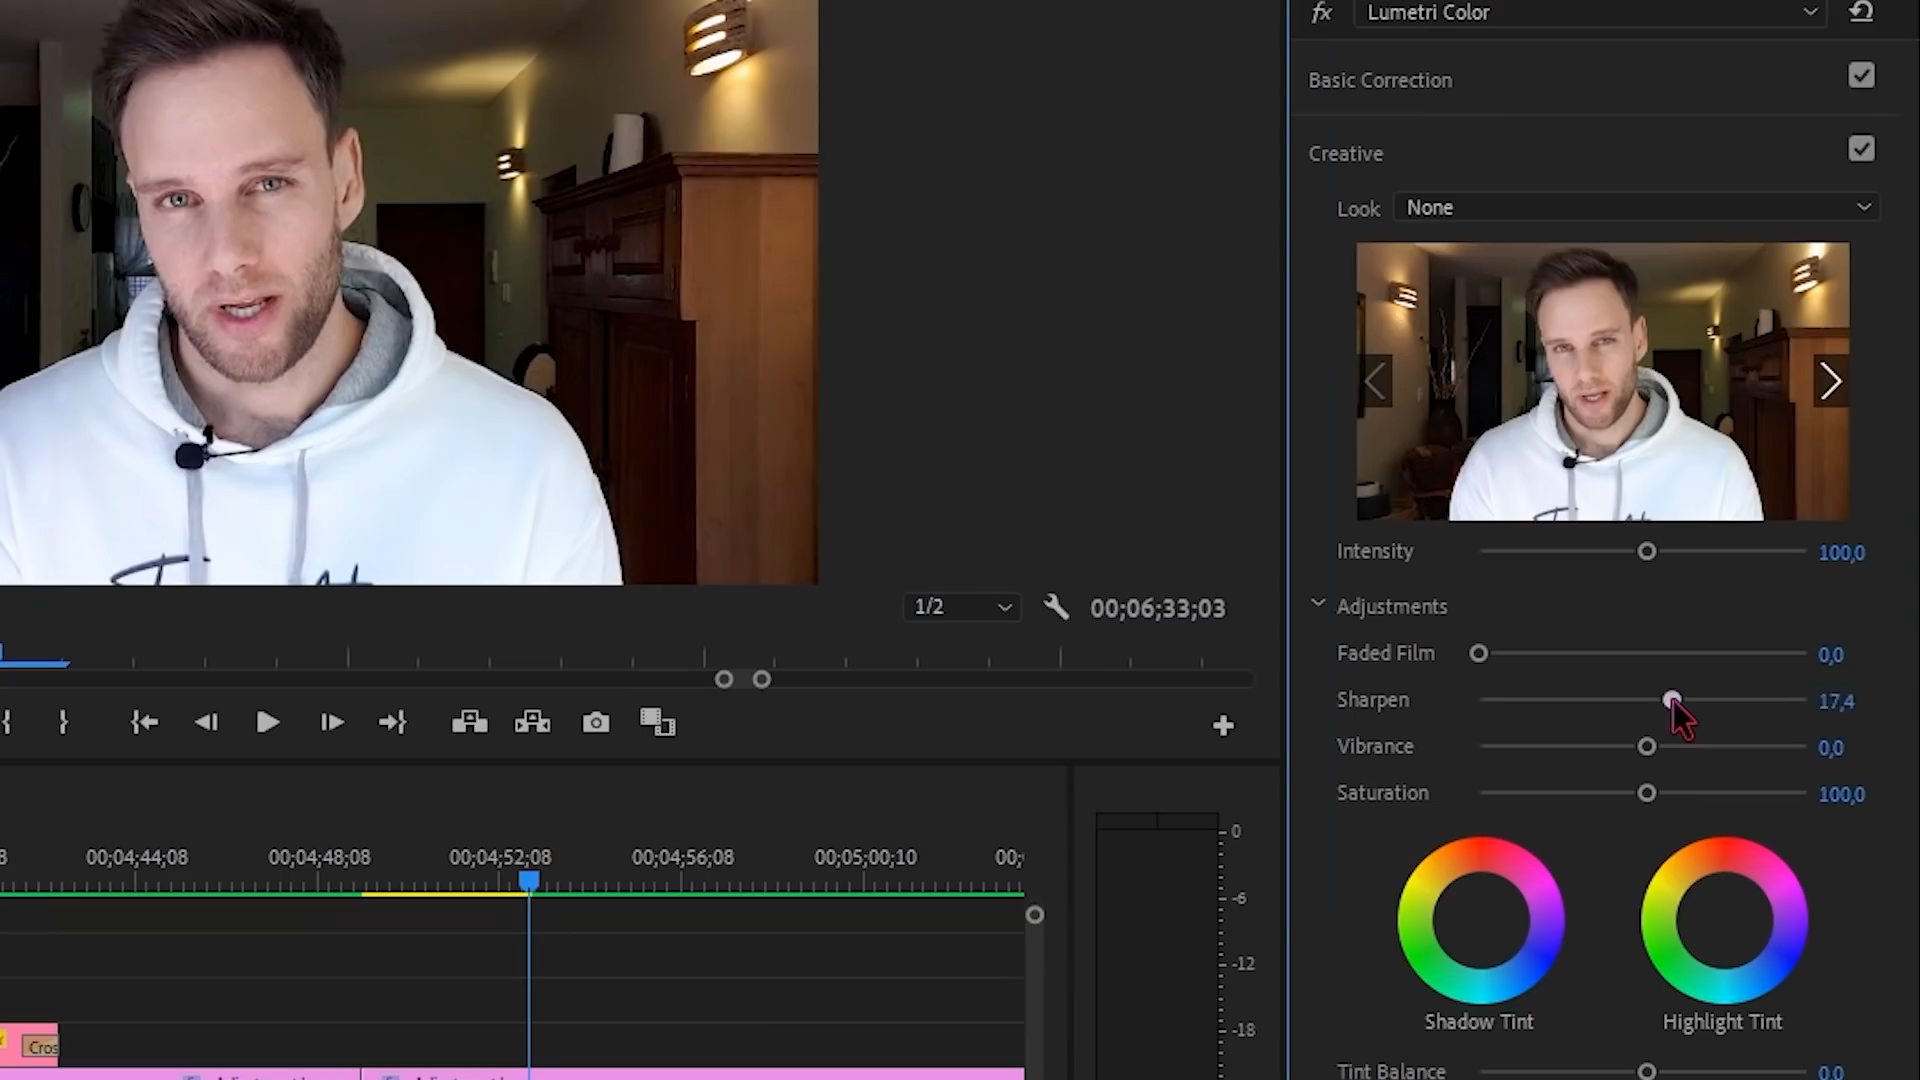 fx Lumetri Color
Basic Correction
Creative
Look None
Intensity 100,0
1/2 00;06;33;03
Adjustments
Faded Film 0,0
Sharpen 17,4
Vibrance 0,0
Saturation 100,0
8 00;04;44;08 00;04;48;08 00;04;52;08 00;04;56;08 00;05;00;10 00;
0
-6
-12
-18
Shadow Tint Highlight Tint
Cros
Tint Balance 0,0